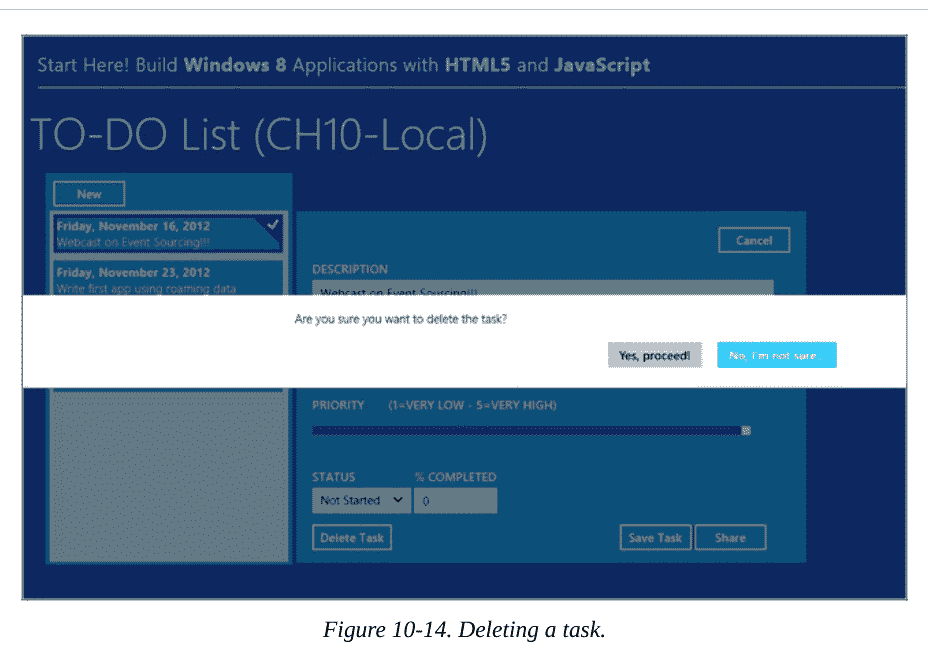 Start Here! Build Windows 8 Applications with HTML5 and JavaScript
TO-DO List (CH10-Local)
New
Friday, November 16, 2012
Webcast on Event Sourcing!!!
Friday, November 23, 2012
Write first app using roaming data
Cancel
DESCRIPTION
Webcast on Event Sourcing!!!
Are you sure you want to delete the task?
Yes, proceed!
No, I'm not sure...
PRIORITY (1=VERY LOW - 5=VERY HIGH)
STATUS % COMPLETED
Not Started 0
Delete Task Save Task Share
Figure 10-14. Deleting a task.